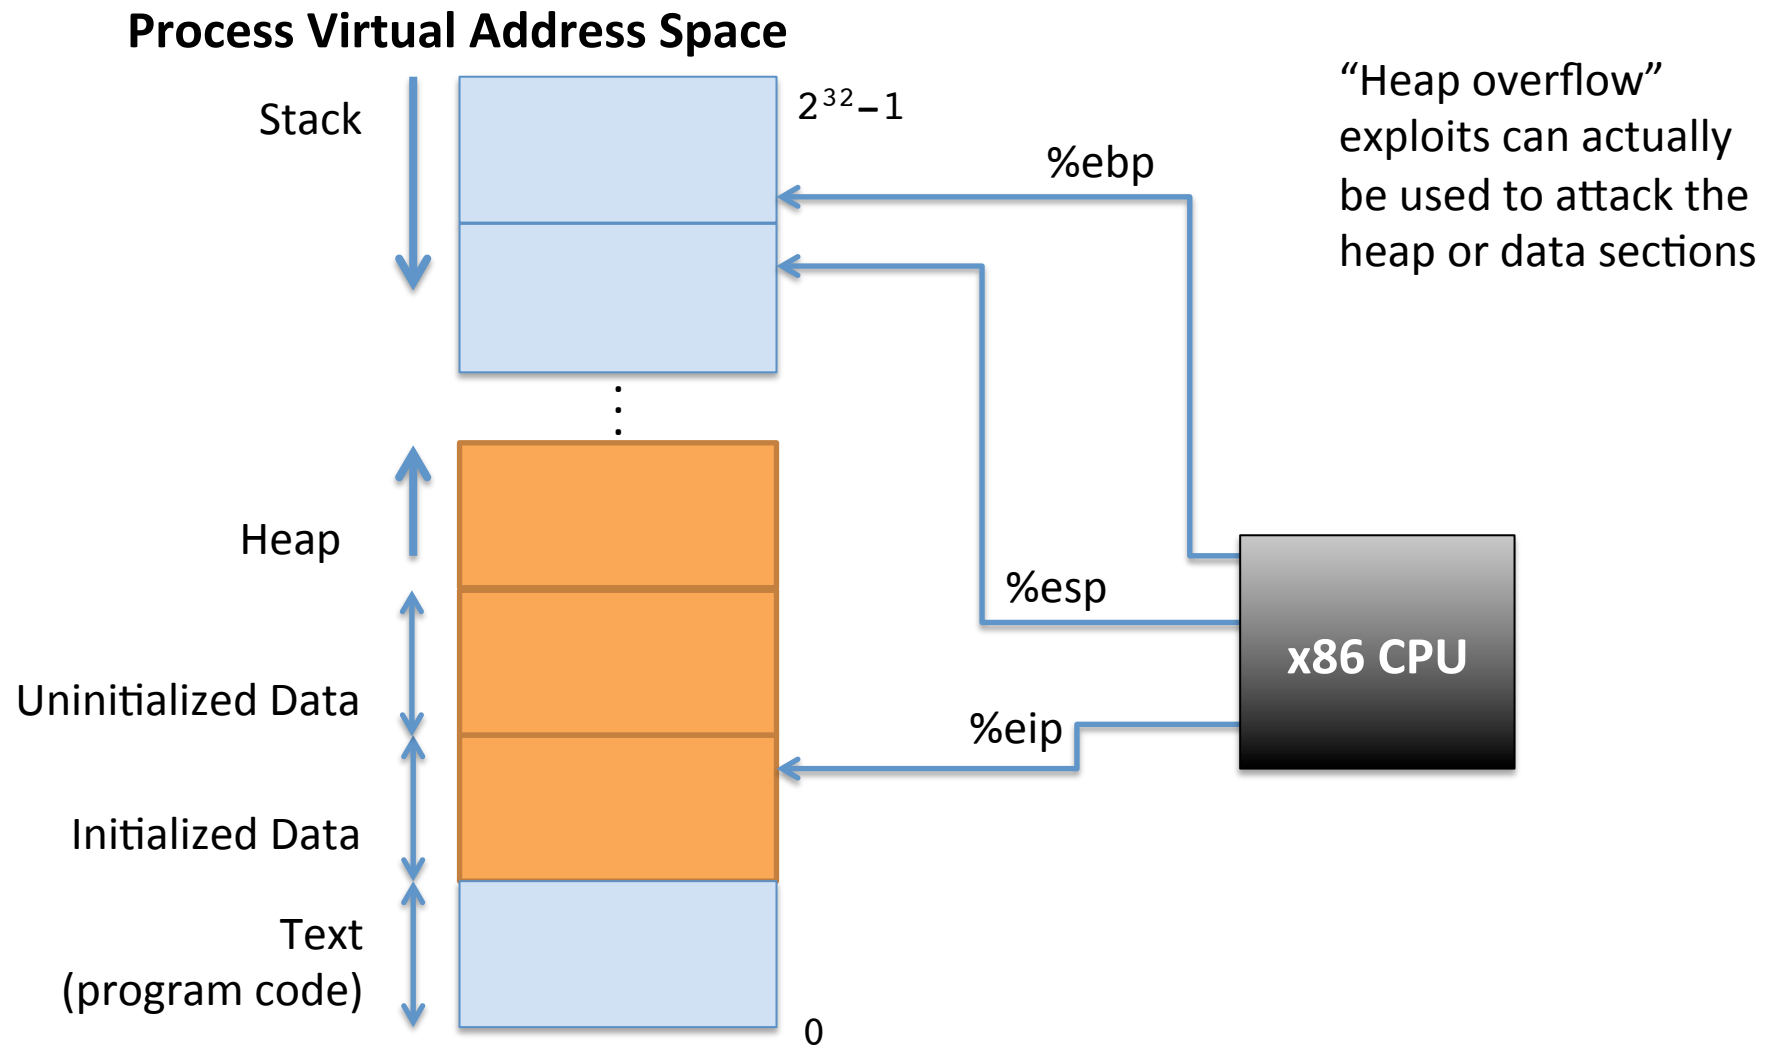 Process Virtual Address Space
Stack
2³²–1
“Heap overflow”
exploits can actually
be used to attack the
heap or data sections
%ebp
Heap
%esp
x86 CPU
Uninitialized Data
%eip
Initialized Data
Text
(program code)
0